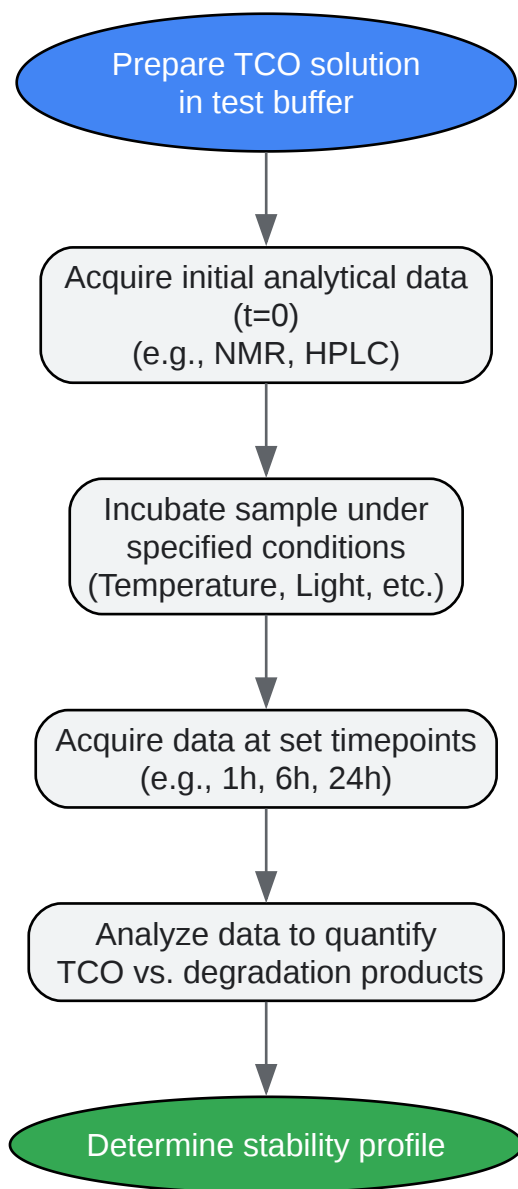 Prepare TCO solution
in test buffer
Acquire initial analytical data
(t=0)
(e.g., NMR, HPLC)
Incubate sample under
specified conditions
(Temperature, Light, etc.)
Acquire data at set timepoints
(e.g., 1h, 6h, 24h)
Analyze data to quantify
TCO vs. degradation products
Determine stability profile